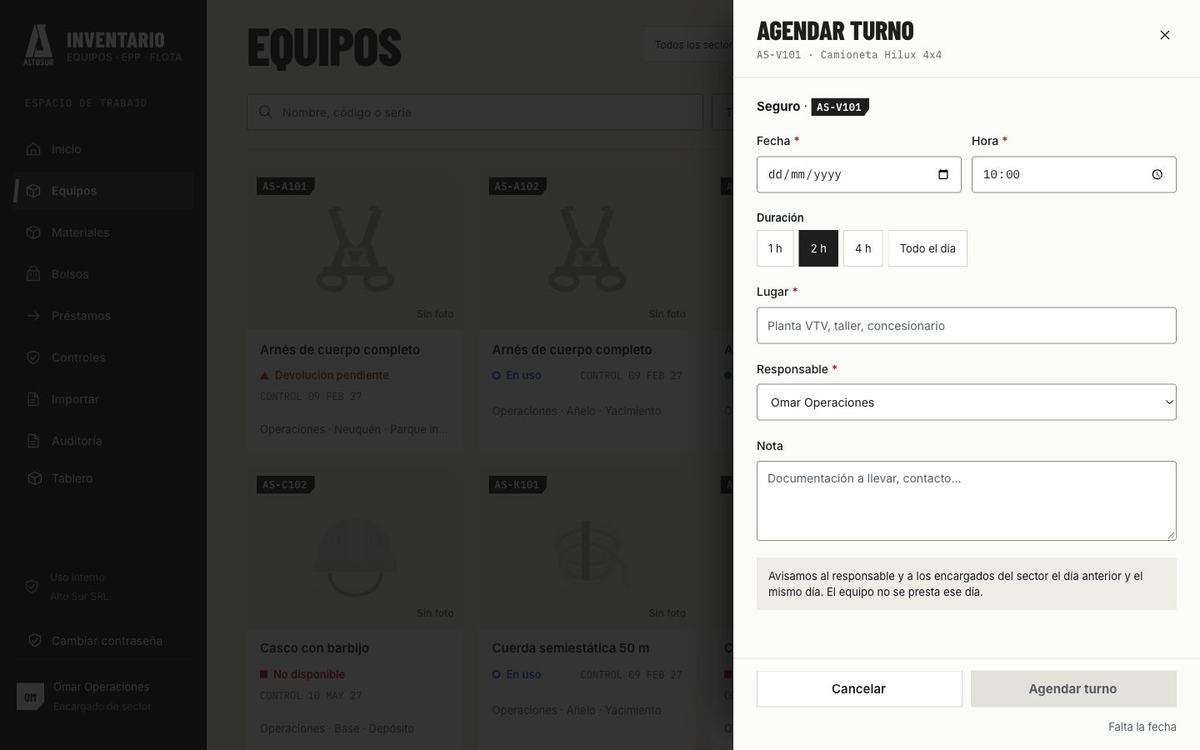 ALTOSUR
INVENTARIO
EQUIPOS · EPP · FLOTA
ESPACIO DE TRABAJO
Inicio
Equipos
Materiales
Bolsos
Préstamos
Controles
Importar
Auditoría
Tablero
Uso interno
Alto Sur SRL
Cambiar contraseña
OM
Omar Operaciones
Encargado de sector
EQUIPOS
Todos los sector
Nombre, código o serie
AS-A101
Sin foto
Arnés de cuerpo completo
Devolución pendiente
CONTROL 09 FEB 27
Operaciones · Neuquén · Parque in...
AS-A102
Sin foto
Arnés de cuerpo completo
En uso
CONTROL 09 FEB 27
Operaciones · Añelo · Yacimiento
AS-C102
Sin foto
Casco con barbijo
No disponible
CONTROL 10 MAY 27
Operaciones · Base · Depósito
AS-K101
Sin foto
Cuerda semiestática 50 m
En uso
CONTROL 09 FEB 27
Operaciones · Añelo · Yacimiento
AGENDAR TURNO
AS-V101 · Camioneta Hilux 4x4
Seguro · AS-V101
Fecha *
Hora *
dd/mm/yyyy
10:00
Duración
1 h
2 h
4 h
Todo el día
Lugar *
Planta VTV, taller, concesionario
Responsable *
Omar Operaciones
Nota
Documentación a llevar, contacto...
Avisamos al responsable y a los encargados del sector el día anterior y el
mismo día. El equipo no se presta ese día.
Cancelar
Agendar turno
Falta la fecha